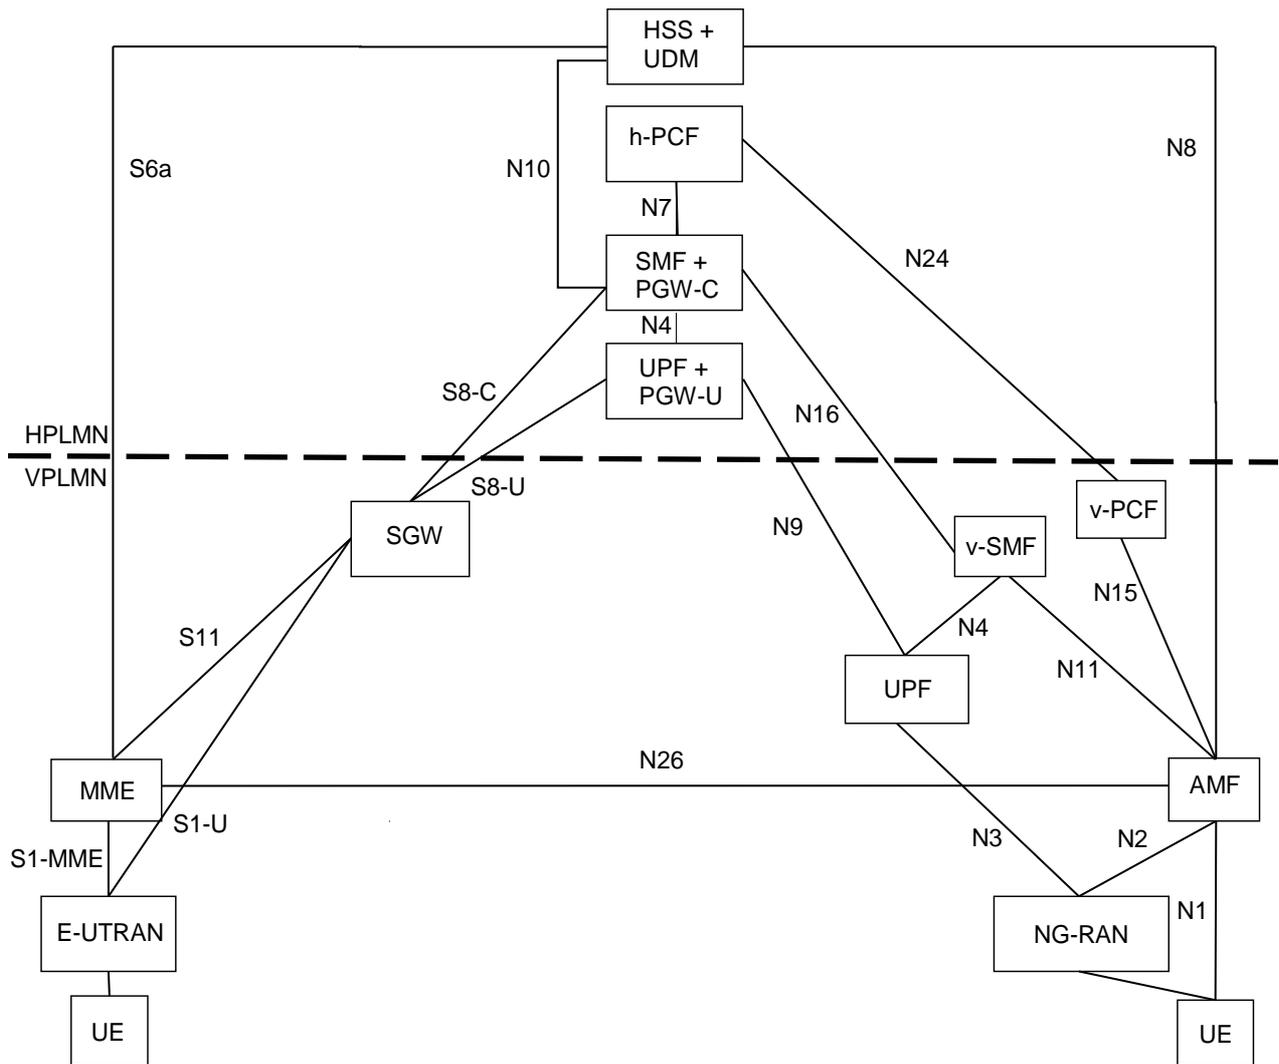 HSS +
UDM
h-PCF
S6a
N10
N8
N7
N24
SMF +
PGW-C
N4
UPF +
PGW-U
S8-C
N16
HPLMN
VPLMN
S8-U
v-PCF
SGW
N9
v-SMF
N15
S11
N4
N11
UPF
N26
MME
AMF
S1-U
N3
N2
S1-MME
N1
E-UTRAN
NG-RAN
UE
UE